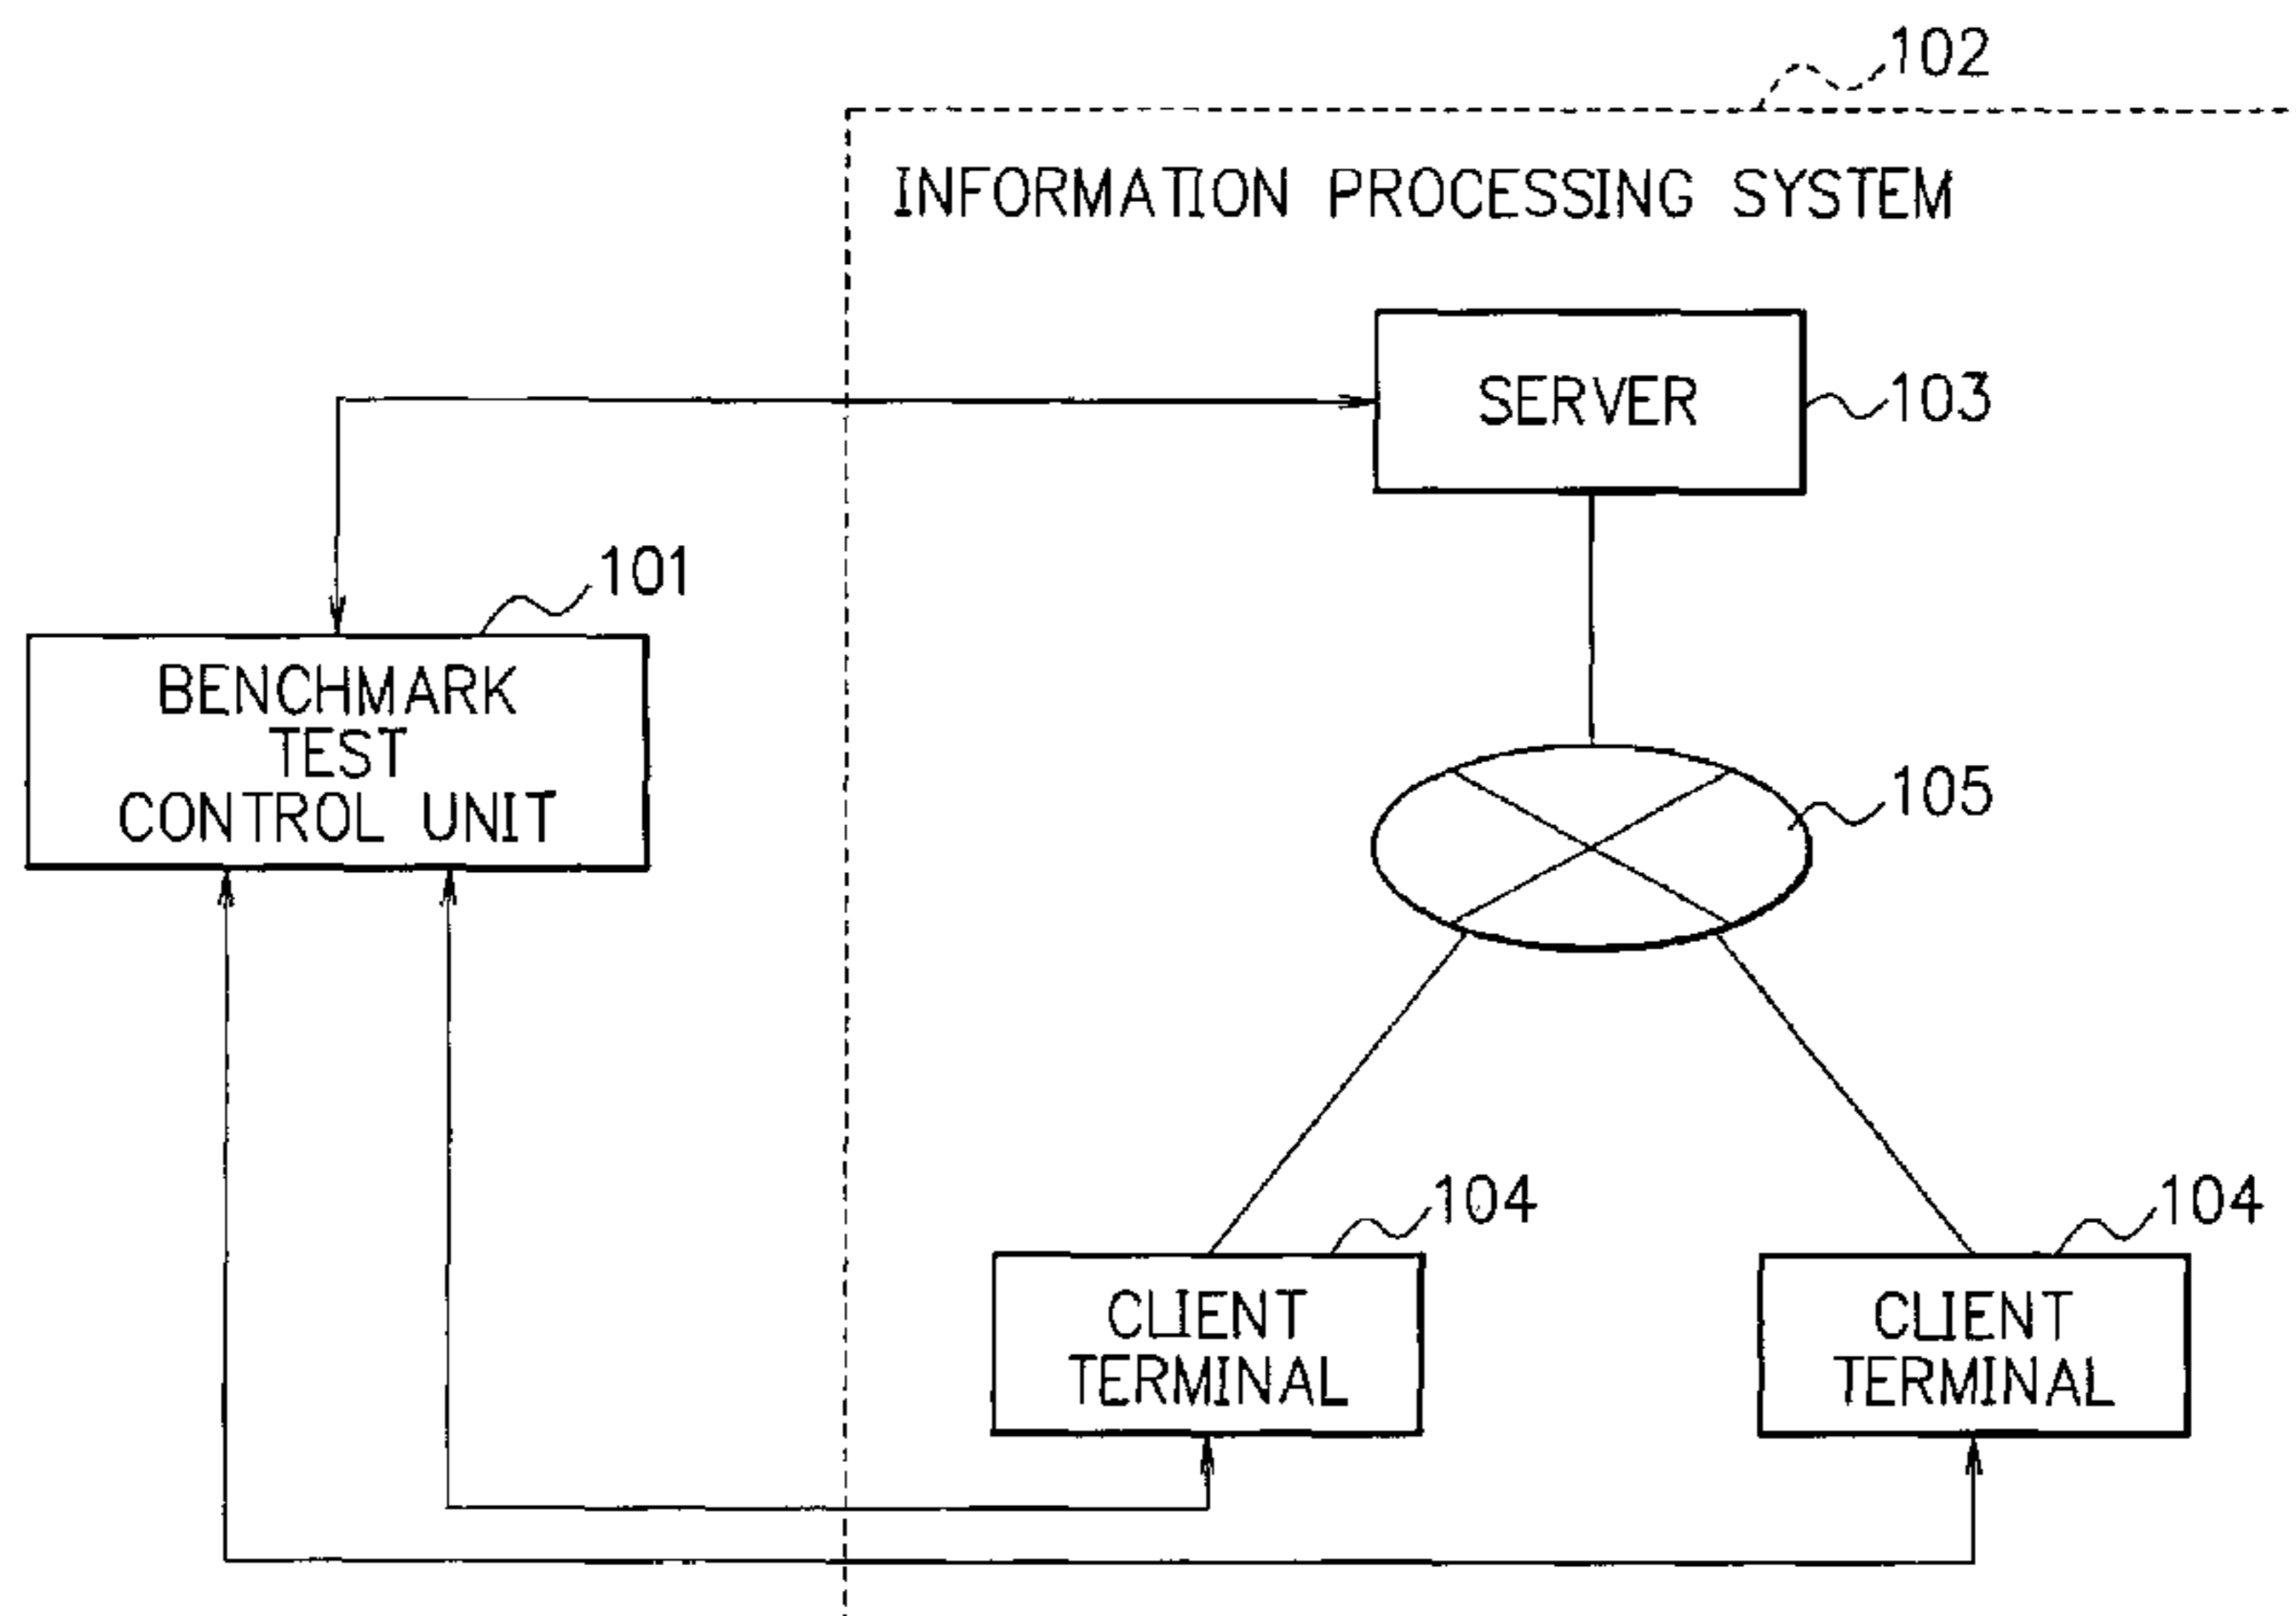 102
INFORMATION PROCESSING SYSTEM
SERVER
103
101
BENCHMARK
TEST
CONTROL UNIT
105
104
104
CLIENT
TERMINAL
CLIENT
TERMINAL